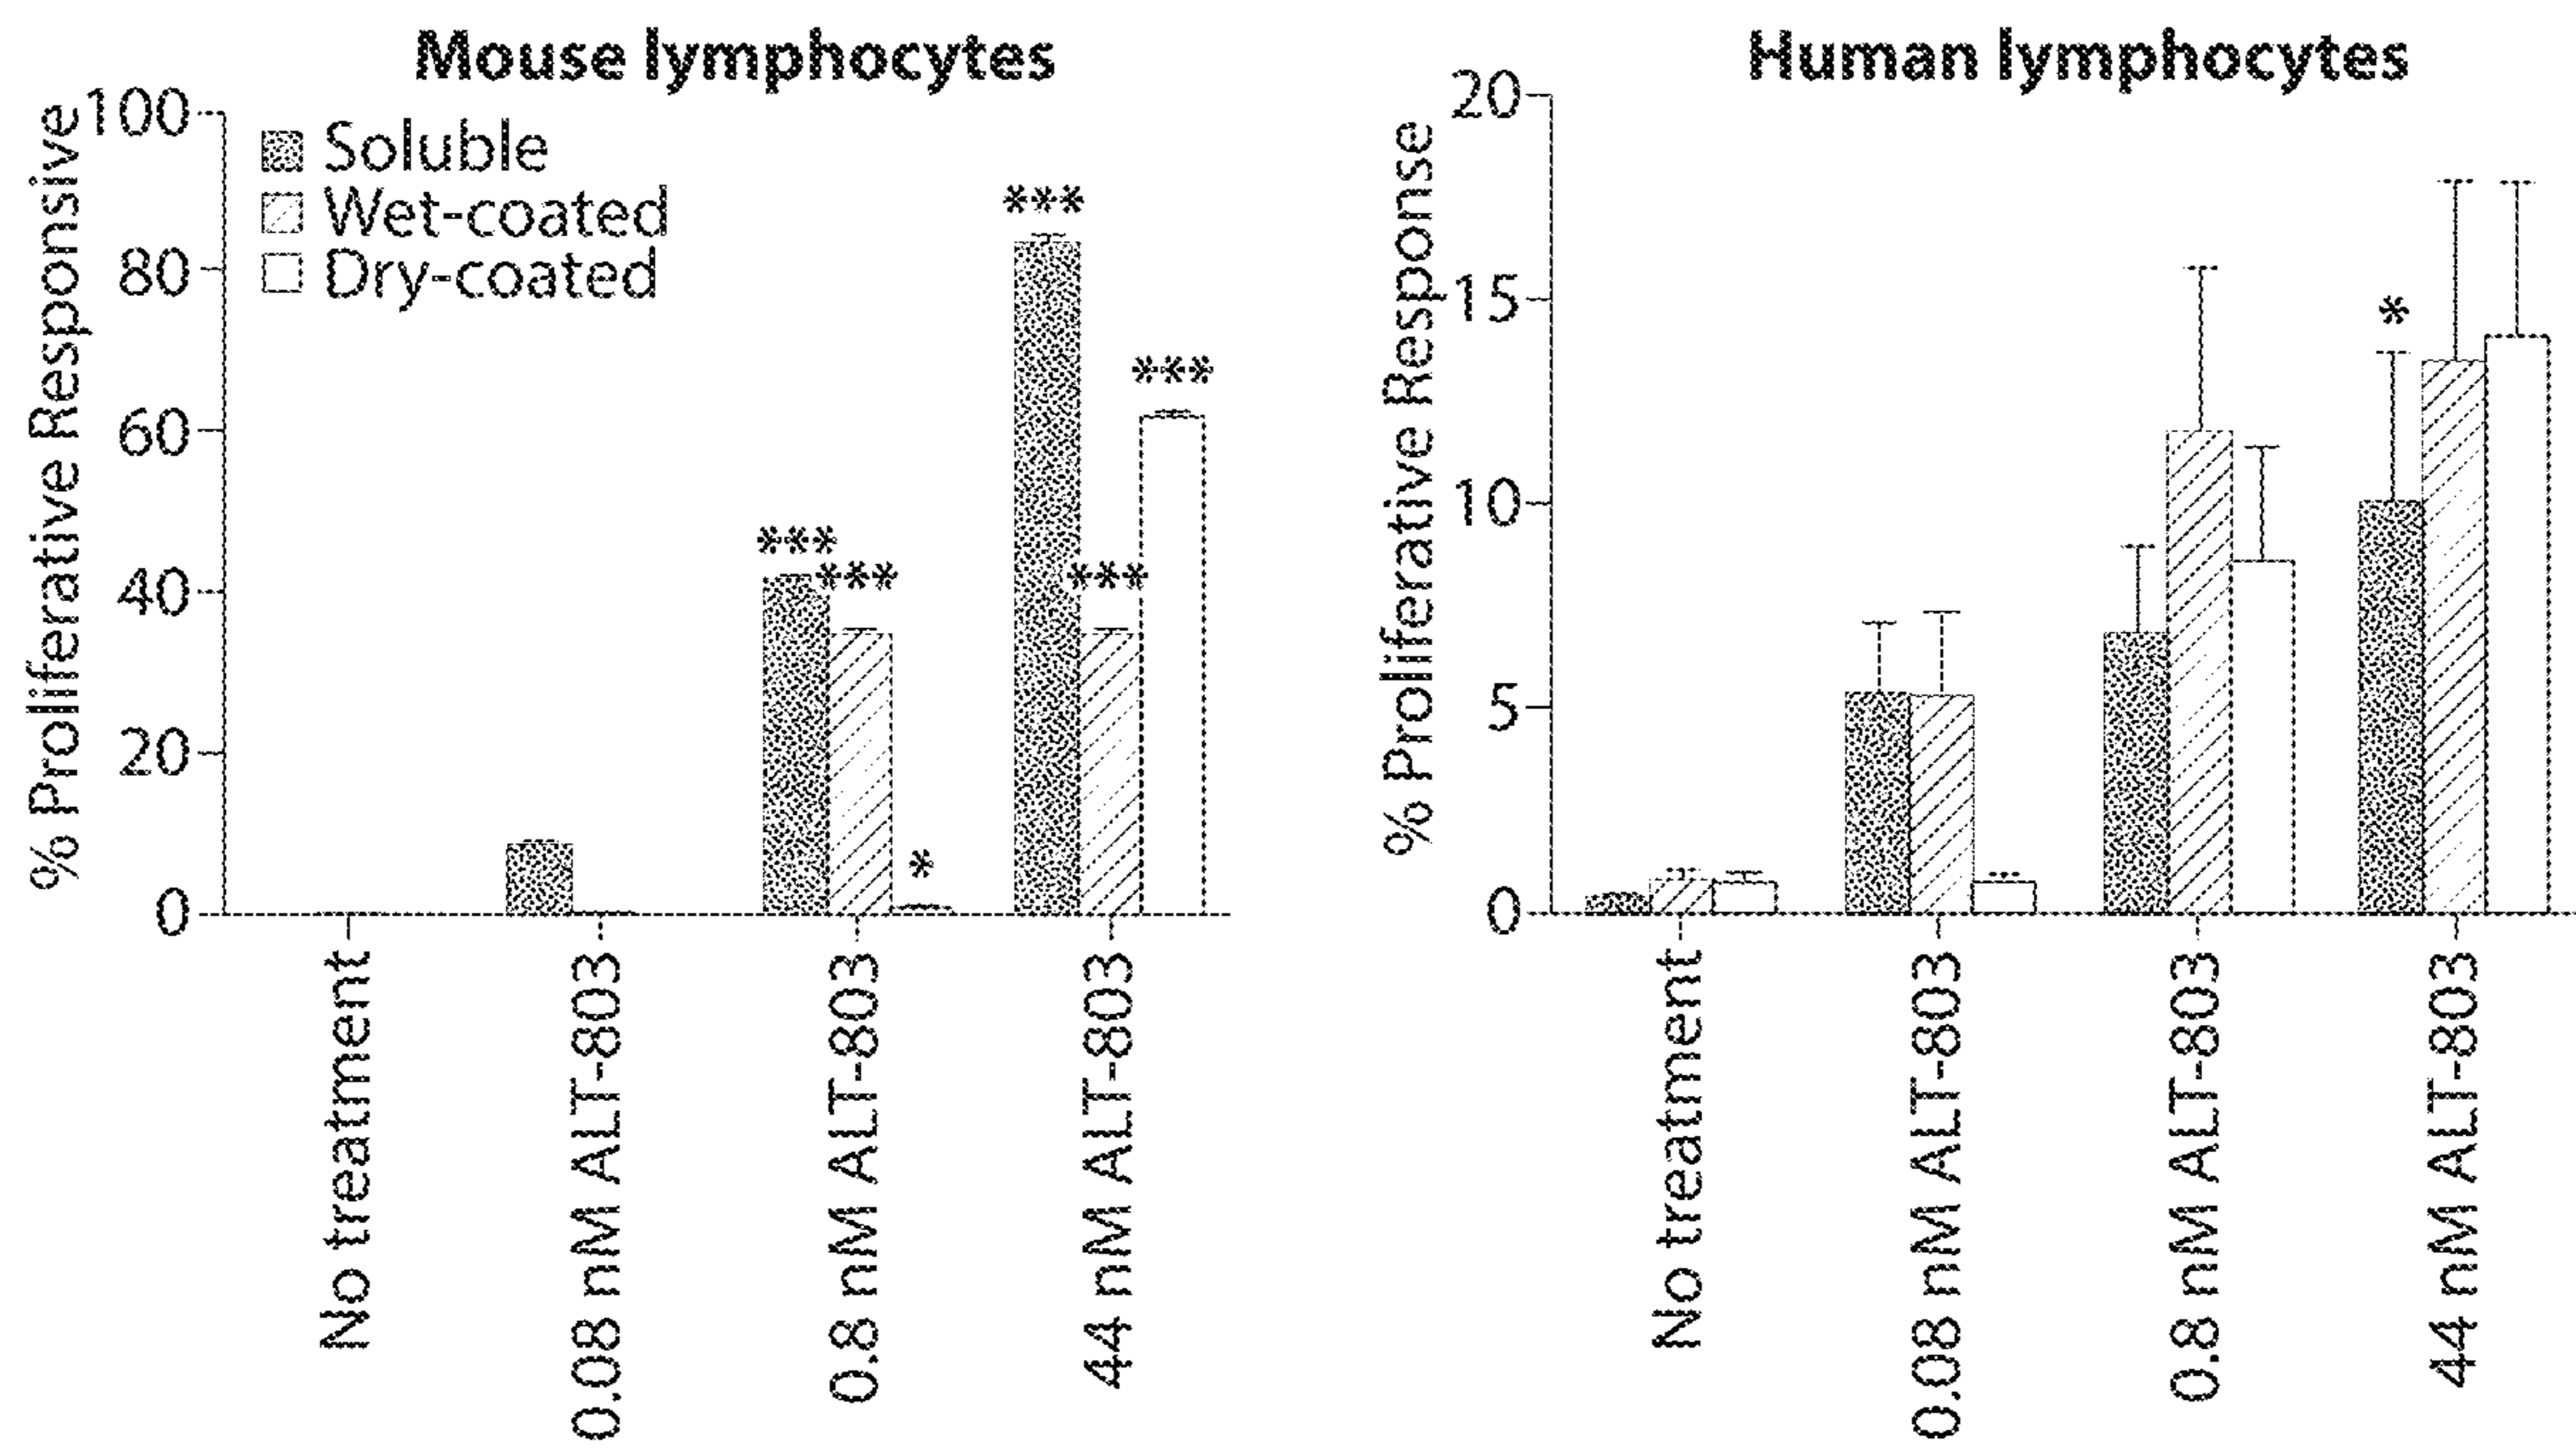 Mouse lymphocytes
% Proliferative Responsive
100
80
60
40
20
0
Soluble
Wet-coated
Dry-coated
***
***
*
***
***
***
No treatment
0.08 nM ALT-803
0.8 nM ALT-803
44 nM ALT-803
Human lymphocytes
% Proliferative Response
20
15
10
5
0
*
No treatment
0.08 nM ALT-803
0.8 nM ALT-803
44 nM ALT-803